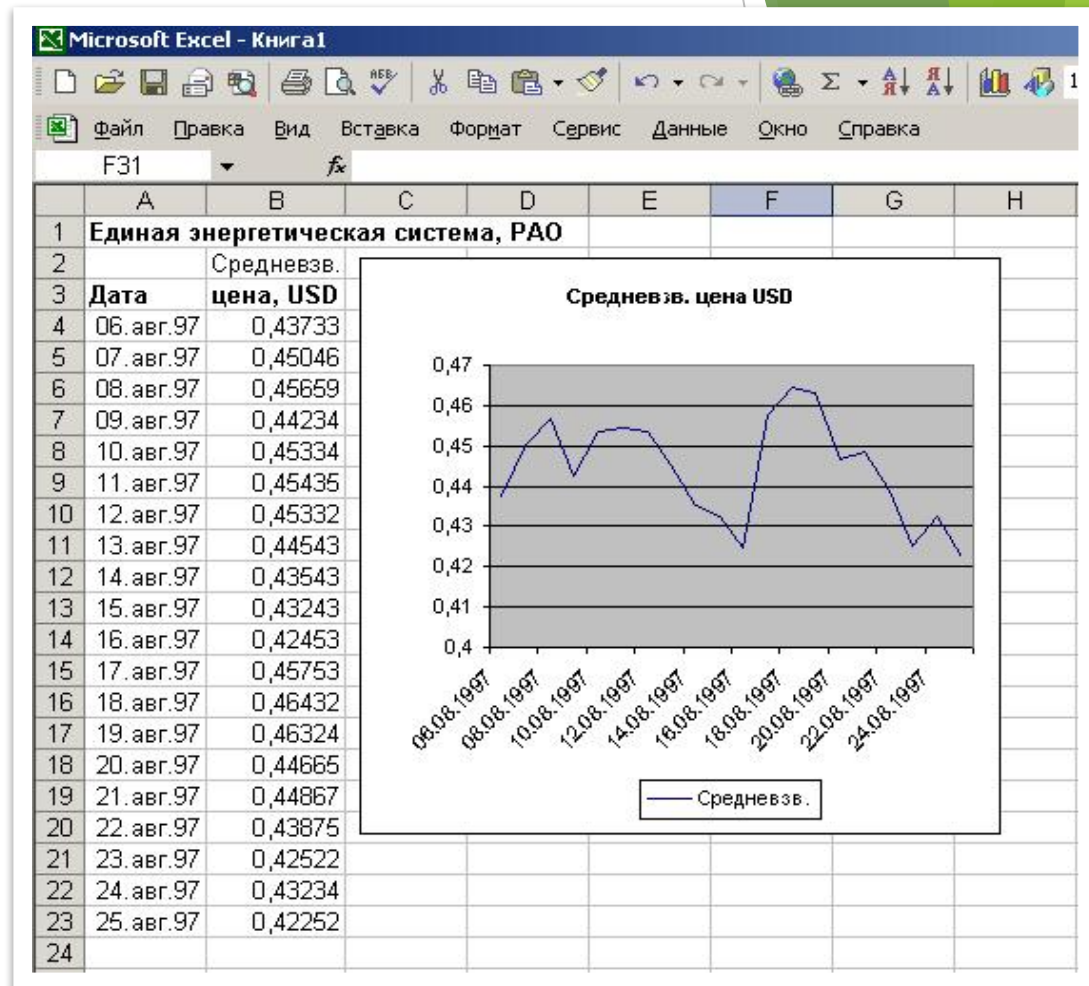 Microsoft Excel - Книга1
1
Файл Правка Вид Вставка Формат Сервис Данные Окно Справка
F31 fx
A B C D E F G H
1 Единая энергетическая система, РАО
2 Средневзв.
3 Дата цена, USD
4 06.авг.97 0,43733
5 07.авг.97 0,45046
6 08.авг.97 0,45659
7 09.авг.97 0,44234
8 10.авг.97 0,45334
9 11.авг.97 0,45435
10 12.авг.97 0,45332
11 13.авг.97 0,44543
12 14.авг.97 0,43543
13 15.авг.97 0,43243
14 16.авг.97 0,42453
15 17.авг.97 0,45753
16 18.авг.97 0,46432
17 19.авг.97 0,46324
18 20.авг.97 0,44665
19 21.авг.97 0,44867
20 22.авг.97 0,43875
21 23.авг.97 0,42522
22 24.авг.97 0,43234
23 25.авг.97 0,42252
24
Средневзв. цена USD
0,47
0,46
0,45
0,44
0,43
0,42
0,41
0,4
06.08.1997 08.08.1997 10.08.1997 12.08.1997 14.08.1997 16.08.1997 18.08.1997 20.08.1997 22.08.1997 24.08.1997
Средневзв.